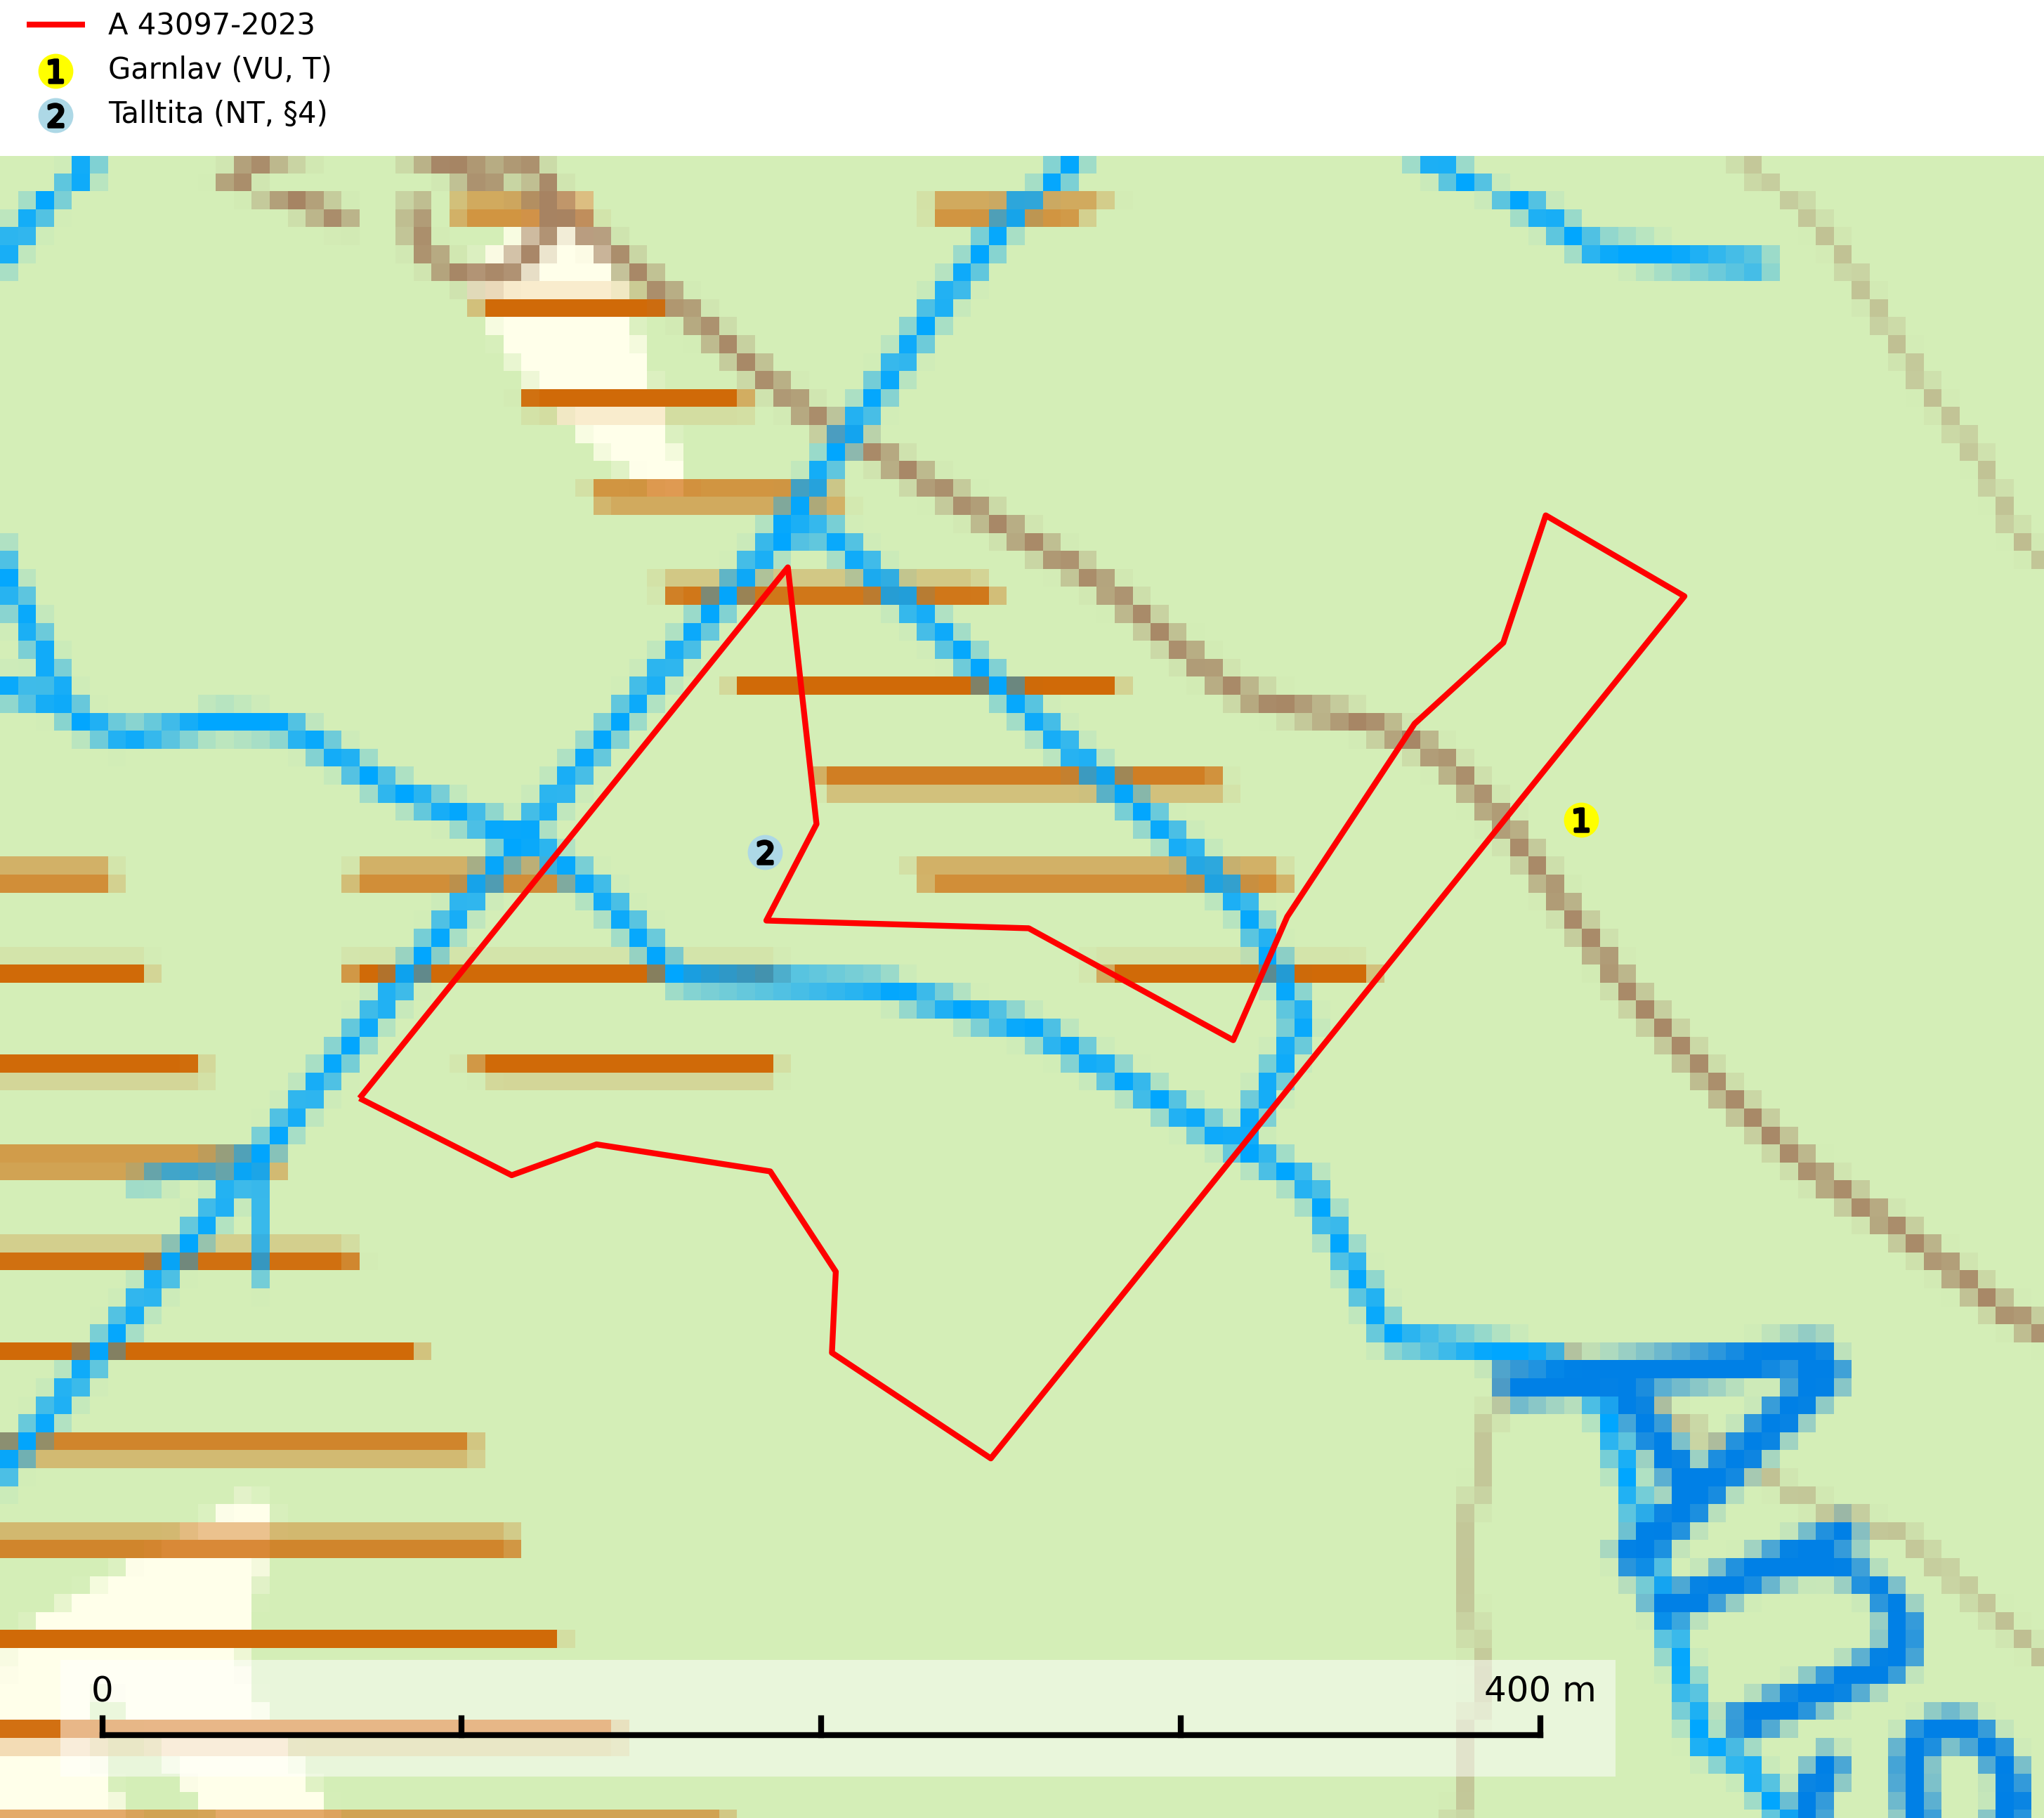 A 43097-2023
1 Garnlav (VU, T)
2 Talltita (NT, §4)
1
2
0 400 m